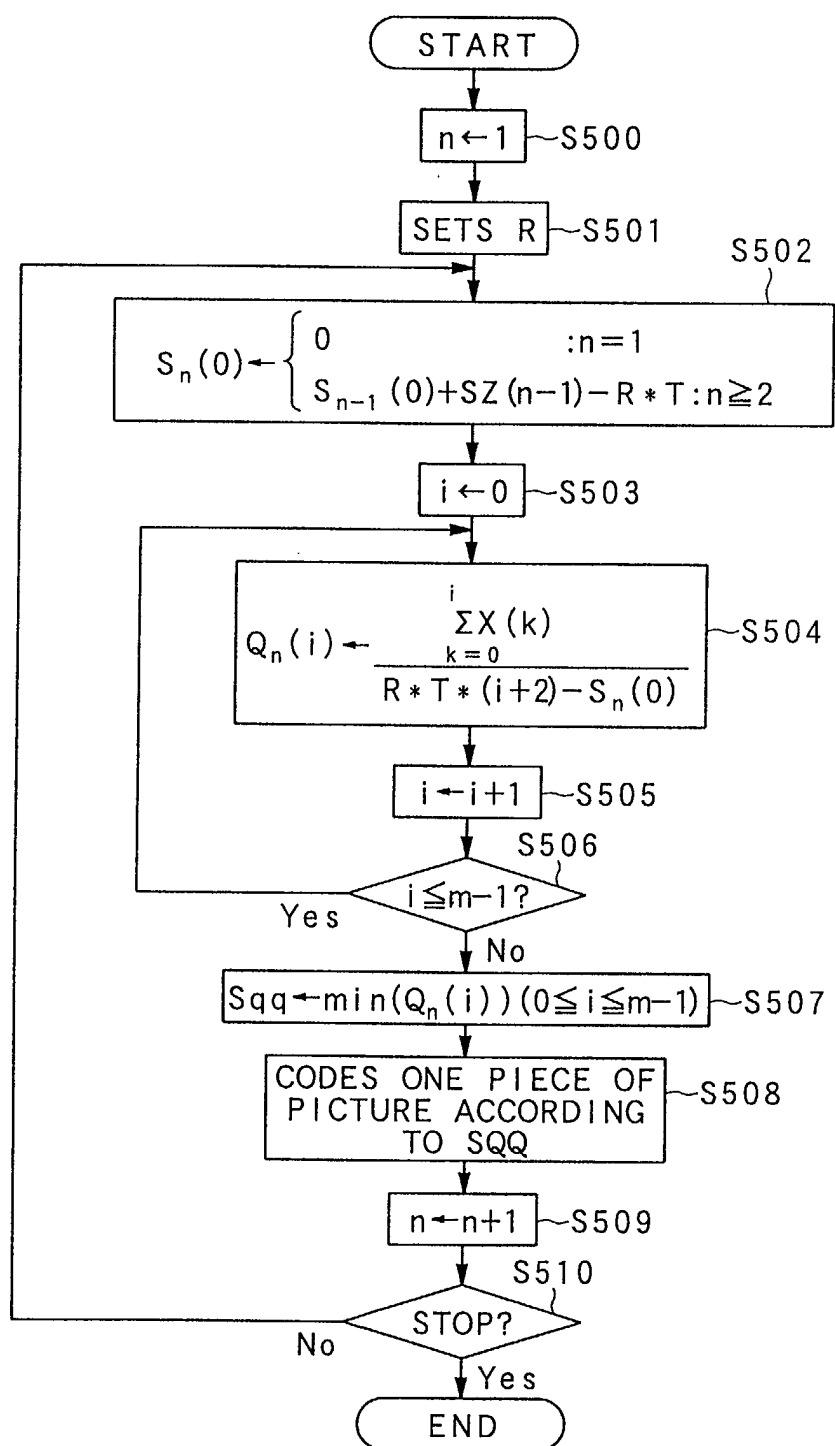 START
n←1 S500
SETS R S501
S502
0 :n=1
Sₙ(0)←
Sₙ₋₁(0)+SZ(n-1)-R*T:n≧2
i←0 S503
i
ΣX(k)
k=0
Qₙ(i)← S504
R*T*(i+2)-Sₙ(0)
i←i+1 S505
S506
i≦m-1?
Yes
No
Sqq←min(Qₙ(i))(0≦i≦m-1) S507
CODES ONE PIECE OF
PICTURE ACCORDING S508
TO SQQ
n←n+1 S509
S510
STOP?
No
Yes
END